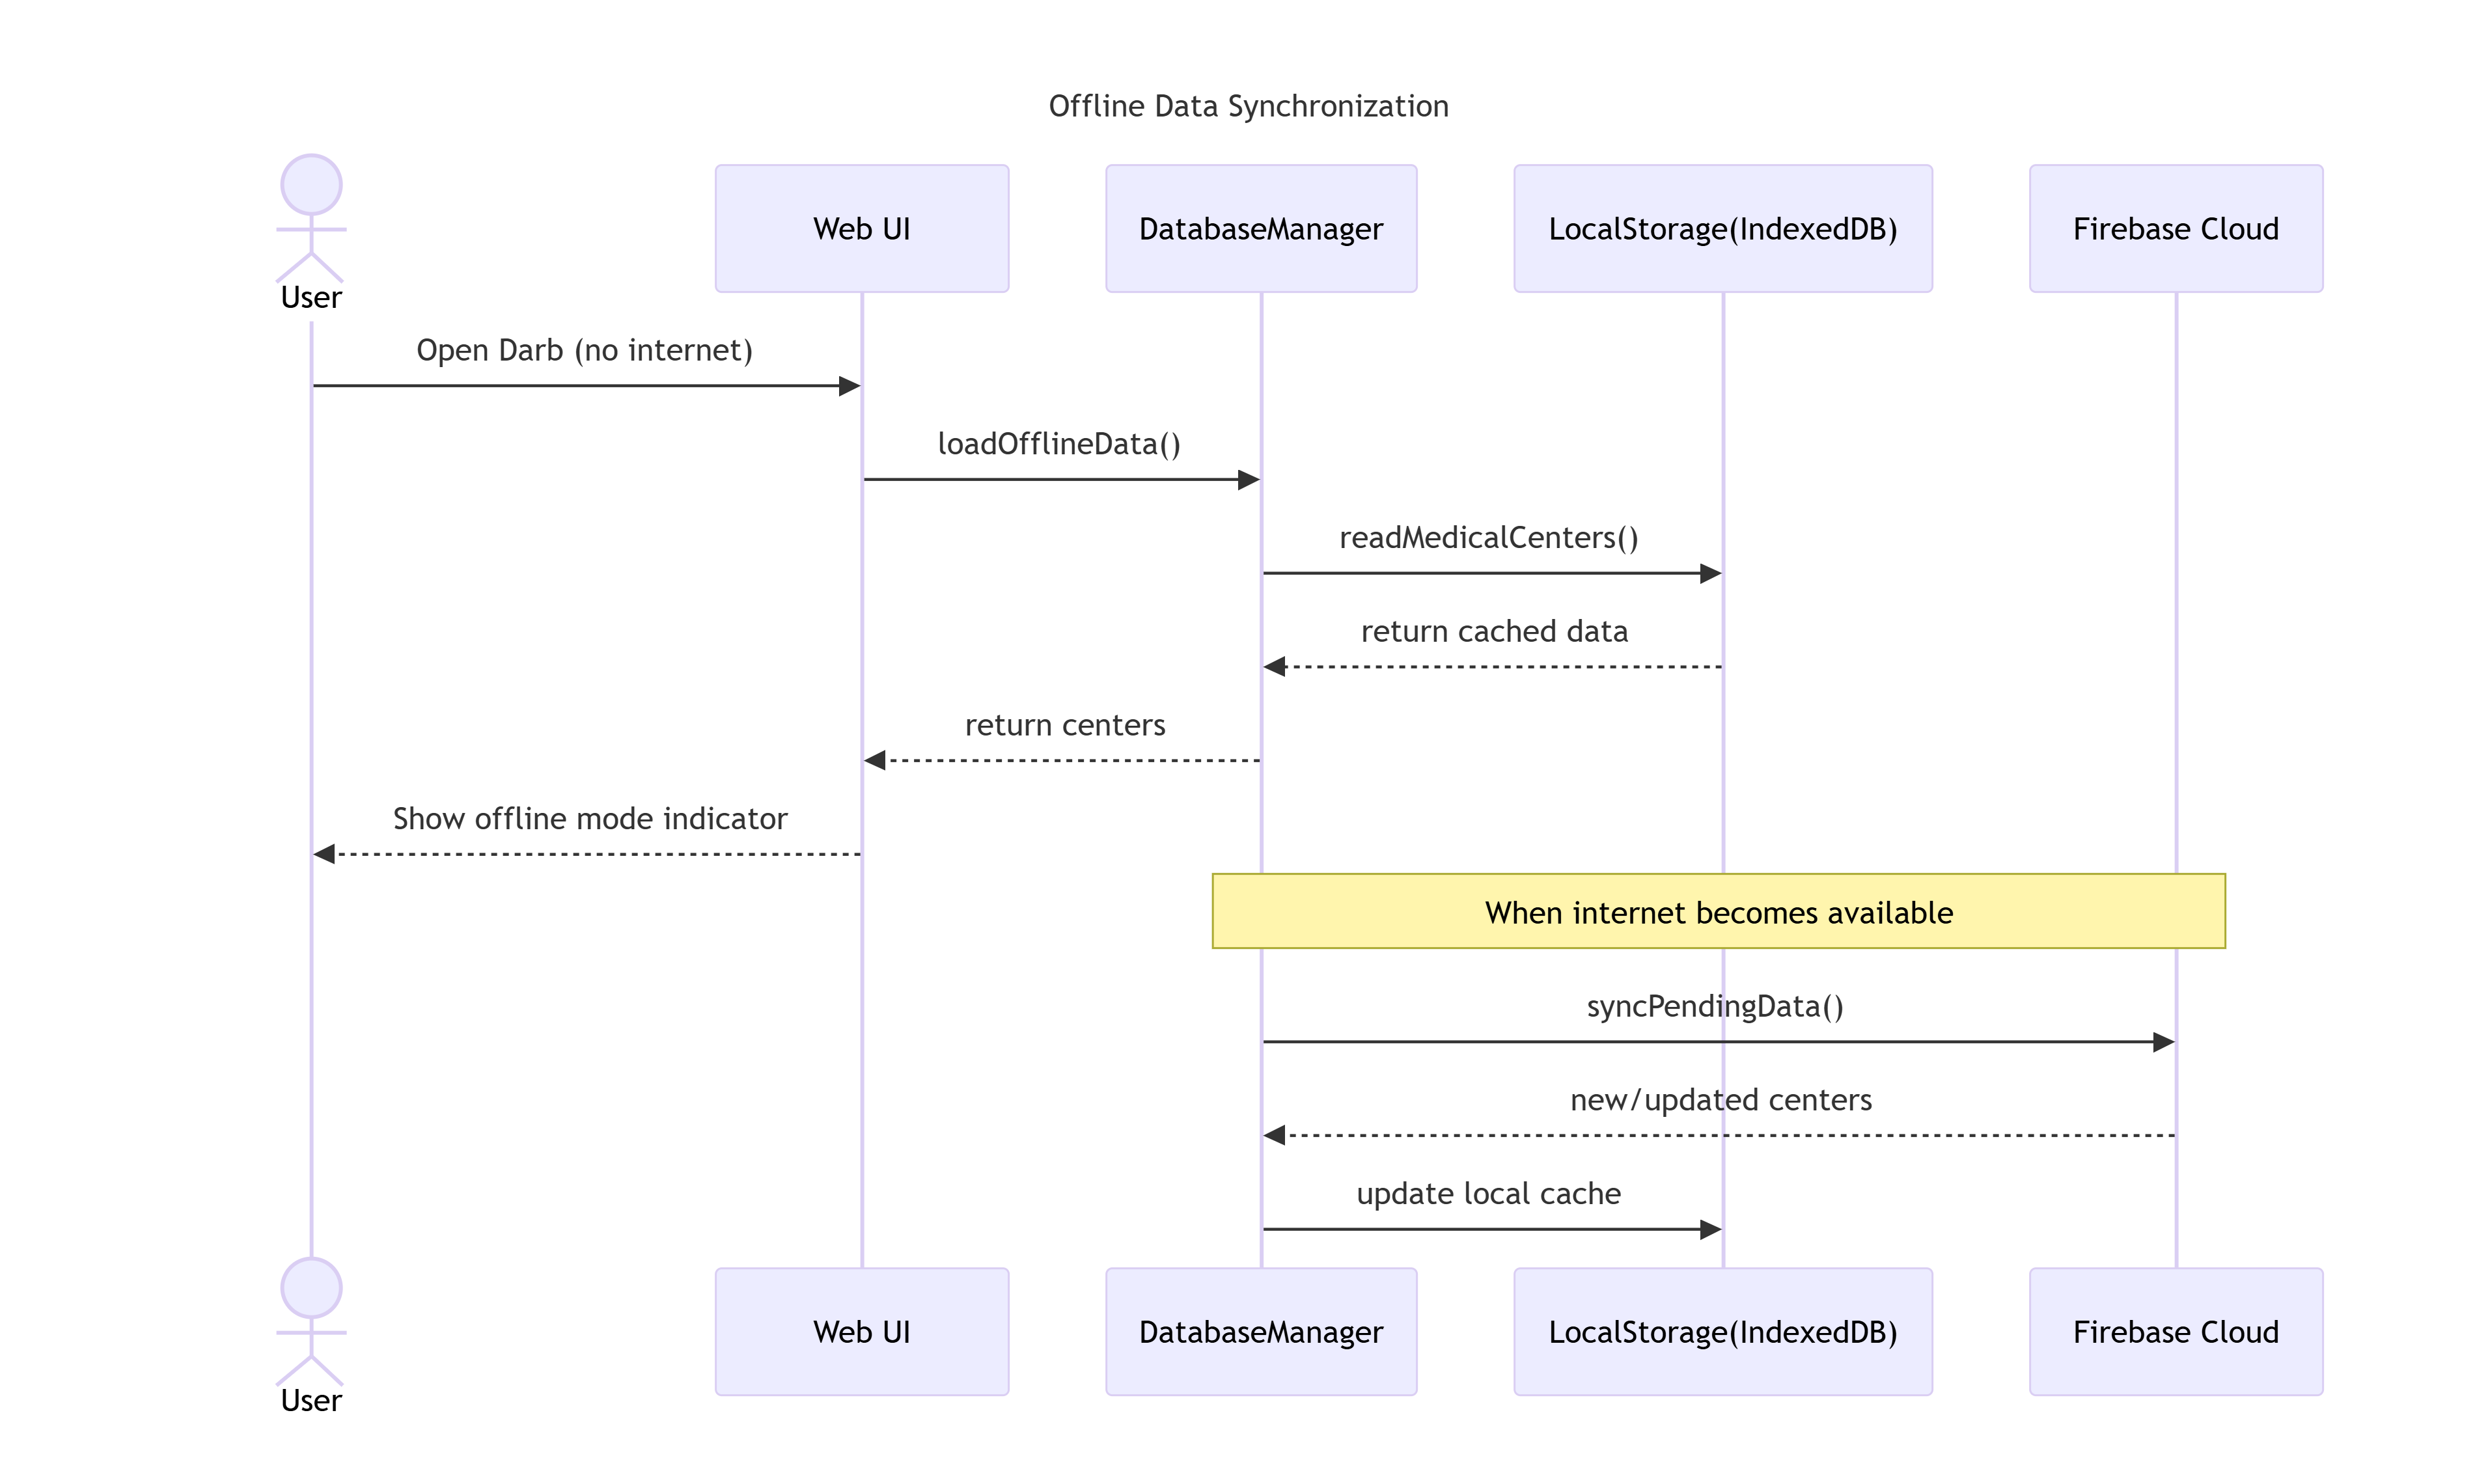 Offline Data Synchronization
User
Web UI
DatabaseManager
LocalStorage(IndexedDB)
Firebase Cloud
Open Darb (no internet)
loadOfflineData()
readMedicalCenters()
return cached data
return centers
Show offline mode indicator
When internet becomes available
syncPendingData()
new/updated centers
update local cache
User
Web UI
DatabaseManager
LocalStorage(IndexedDB)
Firebase Cloud